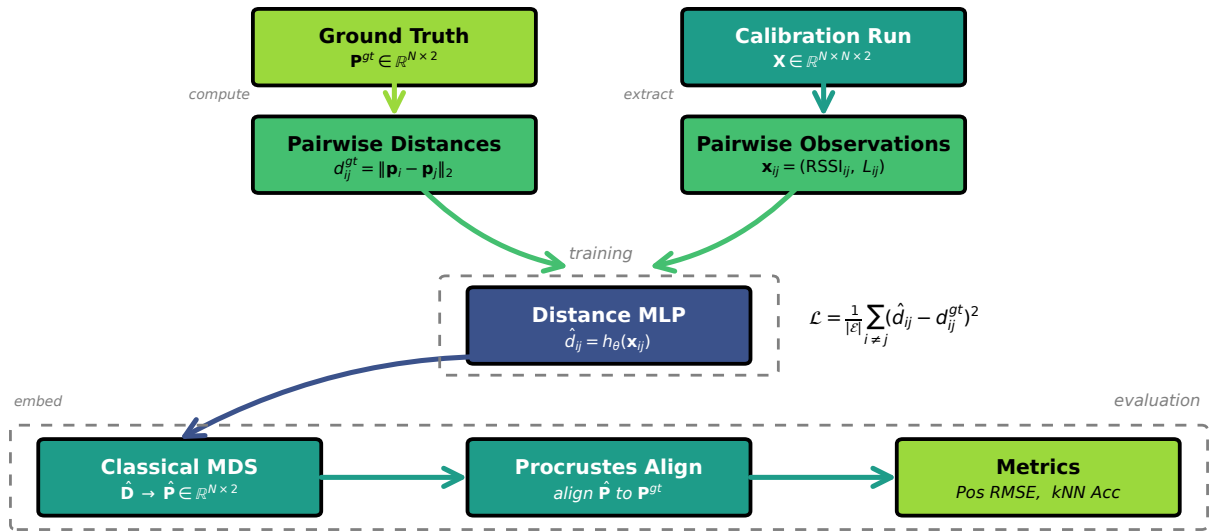 Ground Truth
𝐏^{gt} ∈ ℝ^{N×2}
Calibration Run
𝐗 ∈ ℝ^{N×N×2}
compute
extract
Pairwise Distances
d_{ij}^{gt} = ‖𝐩_i − 𝐩_j‖_2
Pairwise Observations
𝐱_{ij} = (RSSI_{ij}, L_{ij})
training
Distance MLP
d̂_{ij} = h_θ(𝐱_{ij})
ℒ = \frac{1}{|ℰ|} ∑_{i≠j} (d̂_{ij} − d_{ij}^{gt})^2
embed
evaluation
Classical MDS
𝐃̂ → 𝐏̂ ∈ ℝ^{N×2}
Procrustes Align
align 𝐏̂ to 𝐏^{gt}
Metrics
Pos RMSE, kNN Acc